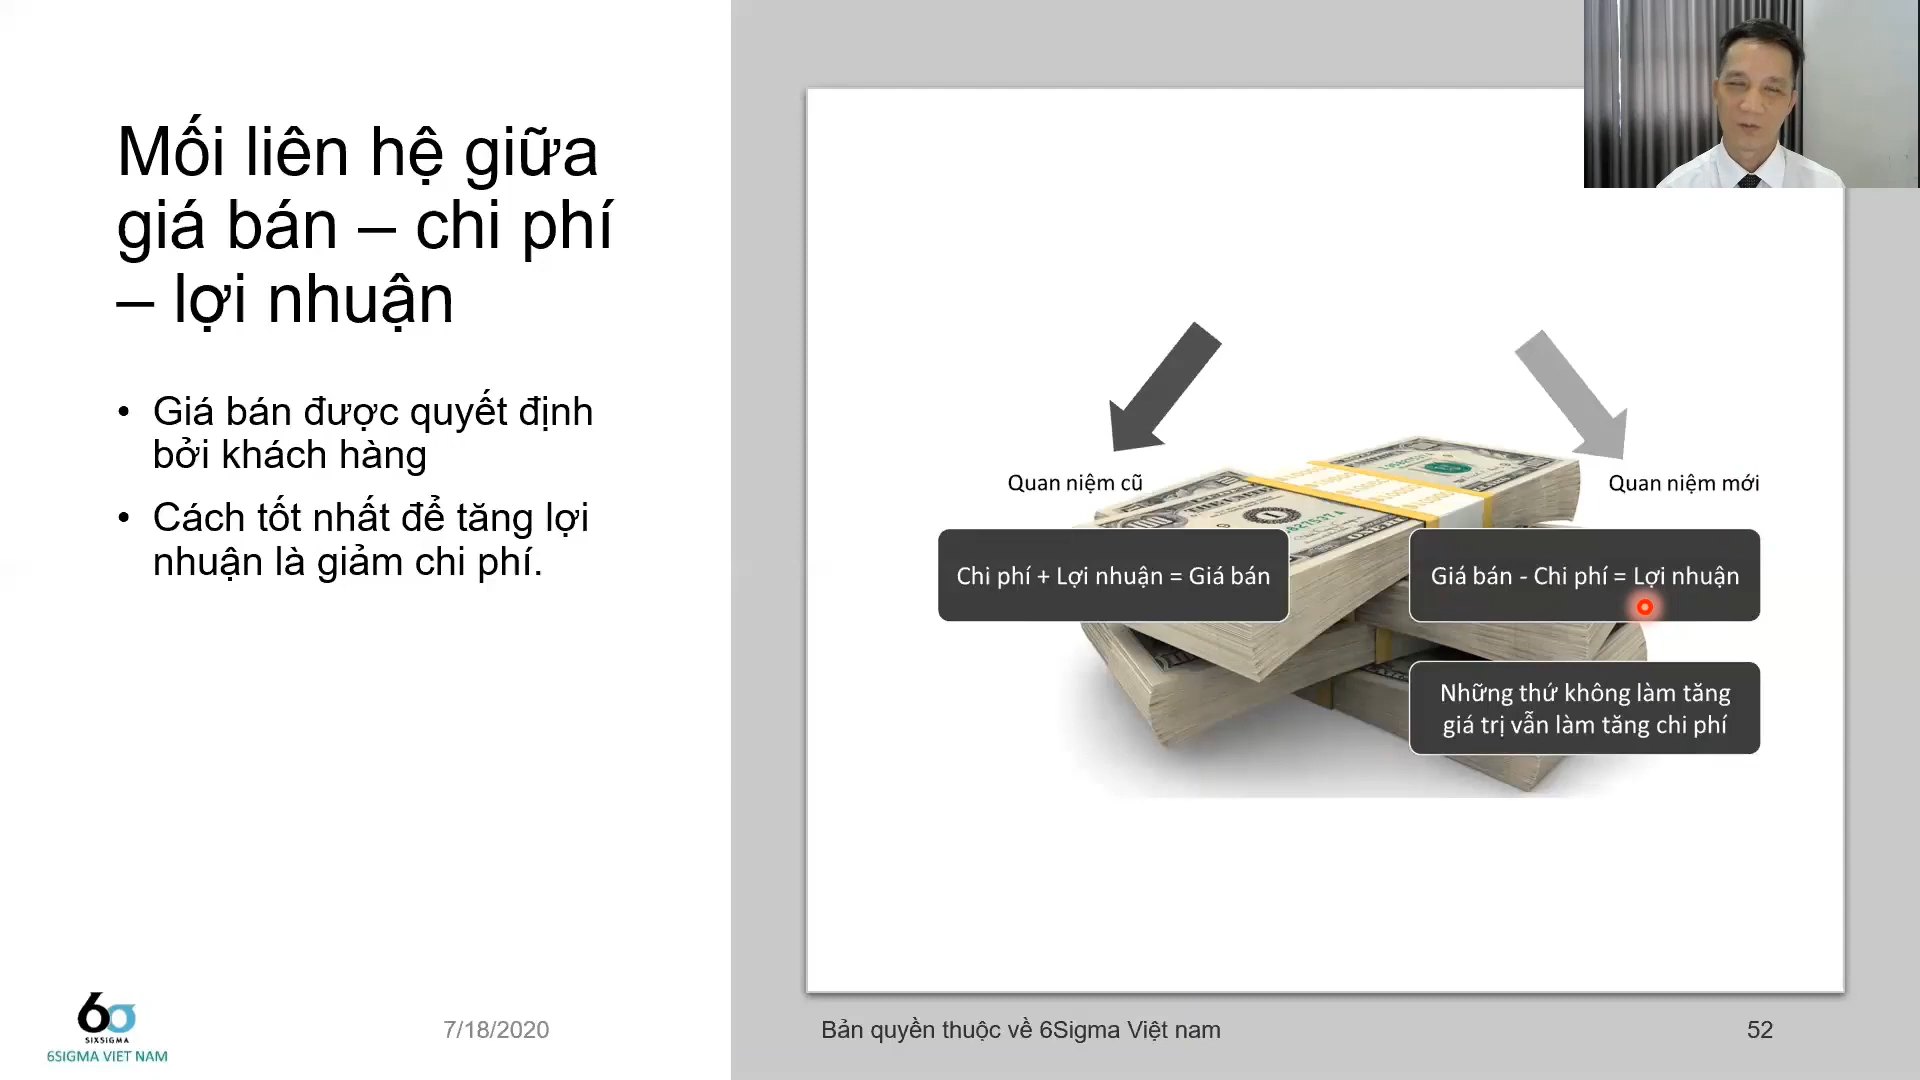 Mối liên hệ giữa
giá bán – chi phí
– lợi nhuận
• Giá bán được quyết định
bởi khách hàng
• Cách tốt nhất để tăng lợi
nhuận là giảm chi phí.
Quan niệm cũ
Quan niệm mới
Chi phí + Lợi nhuận = Giá bán
Giá bán - Chi phí = Lợi nhuận
Những thứ không làm tăng
giá trị vẫn làm tăng chi phí
6σ
SIXSIGMA
6SIGMA VIET NAM
7/18/2020
Bản quyền thuộc về 6Sigma Việt nam
52